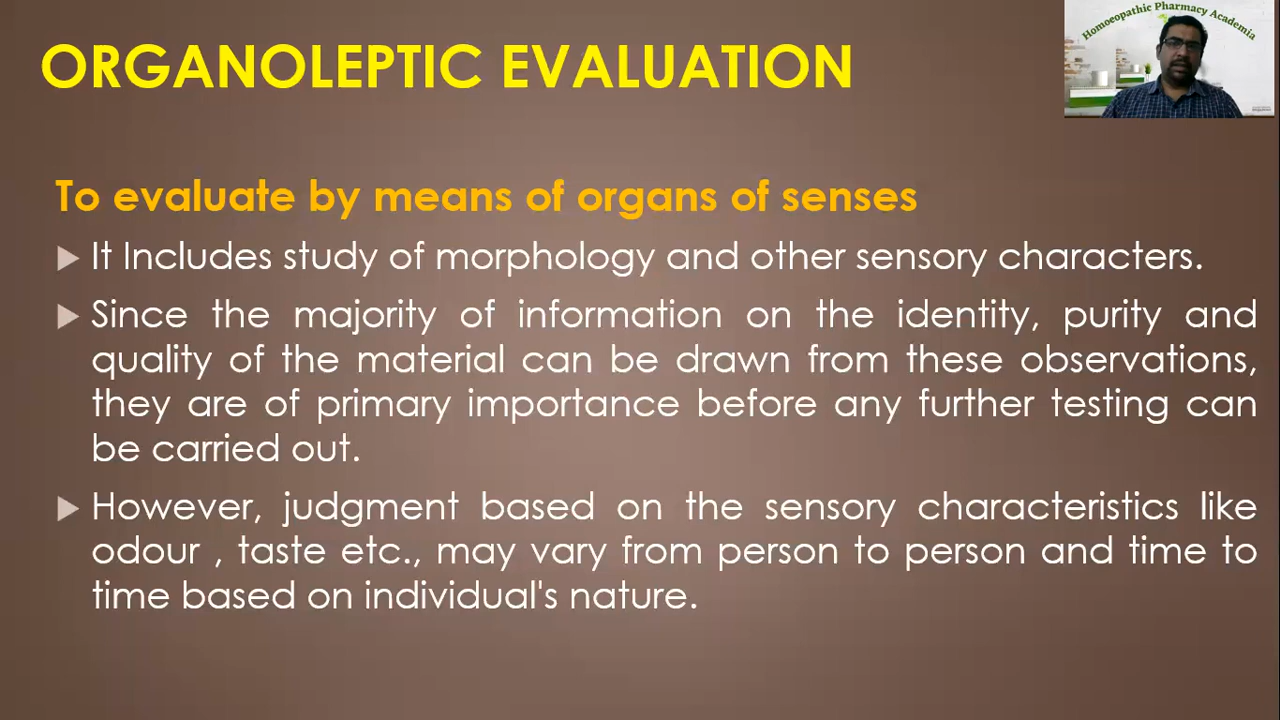 ORGANOLEPTIC EVALUATION
Homoeopathic Pharmacy Academia
To evaluate by means of organs of senses
It Includes study of morphology and other sensory characters.
Since the majority of information on the identity, purity and
quality of the material can be drawn from these observations,
they are of primary importance before any further testing can
be carried out.
However, judgment based on the sensory characteristics like
odour , taste etc., may vary from person to person and time to
time based on individual's nature.